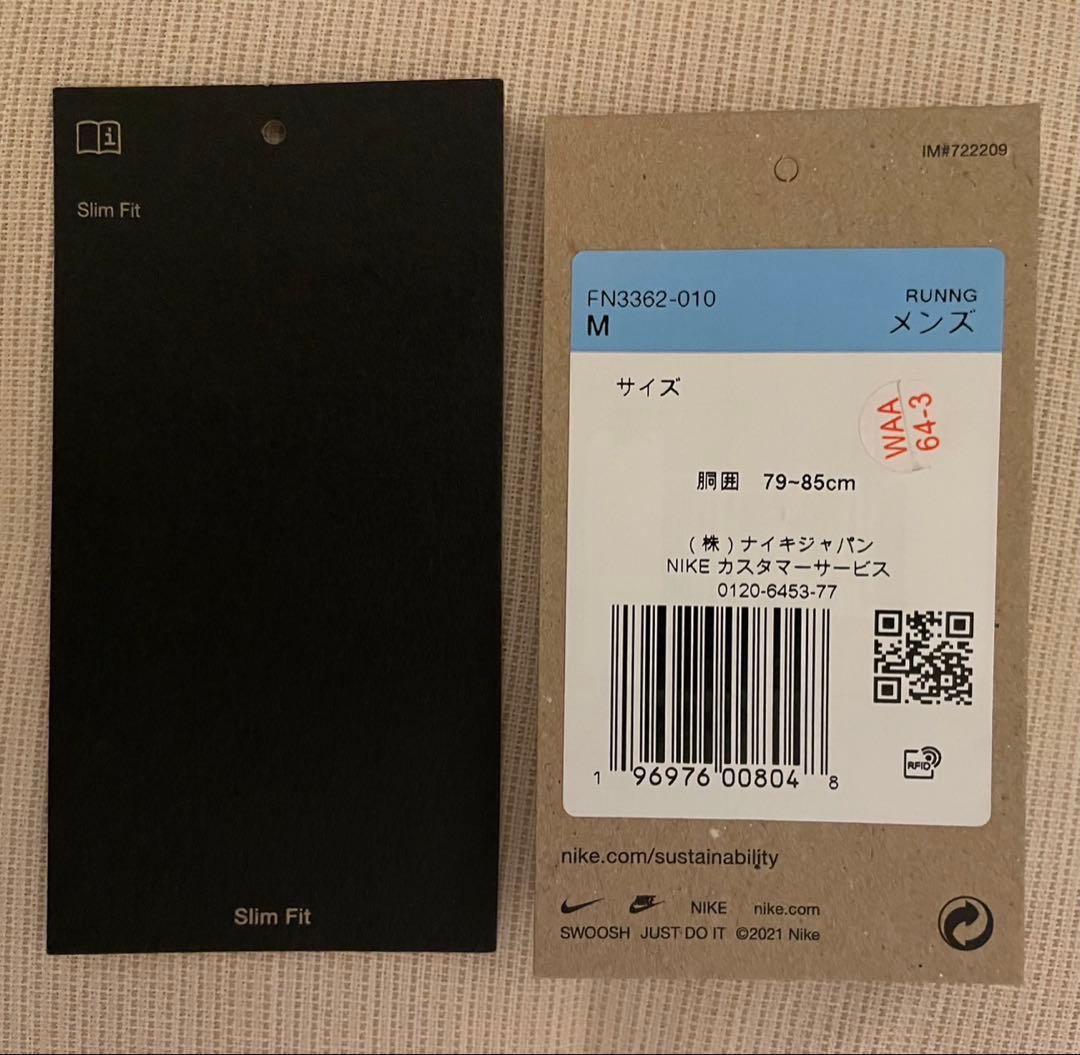 Slim Fit
Slim Fit
IM#722209
FN3362-010
RUNNG
M
メンズ
サイズ
WAA
64-3
胴囲 79~85cm
(株)ナイキジャパン
NIKE カスタマーサービス
0120-6453-77
1 96976 00804 8
RFID
nike.com/sustainability
NIKE nike.com
SWOOSH JUST DO IT ©2021 Nike